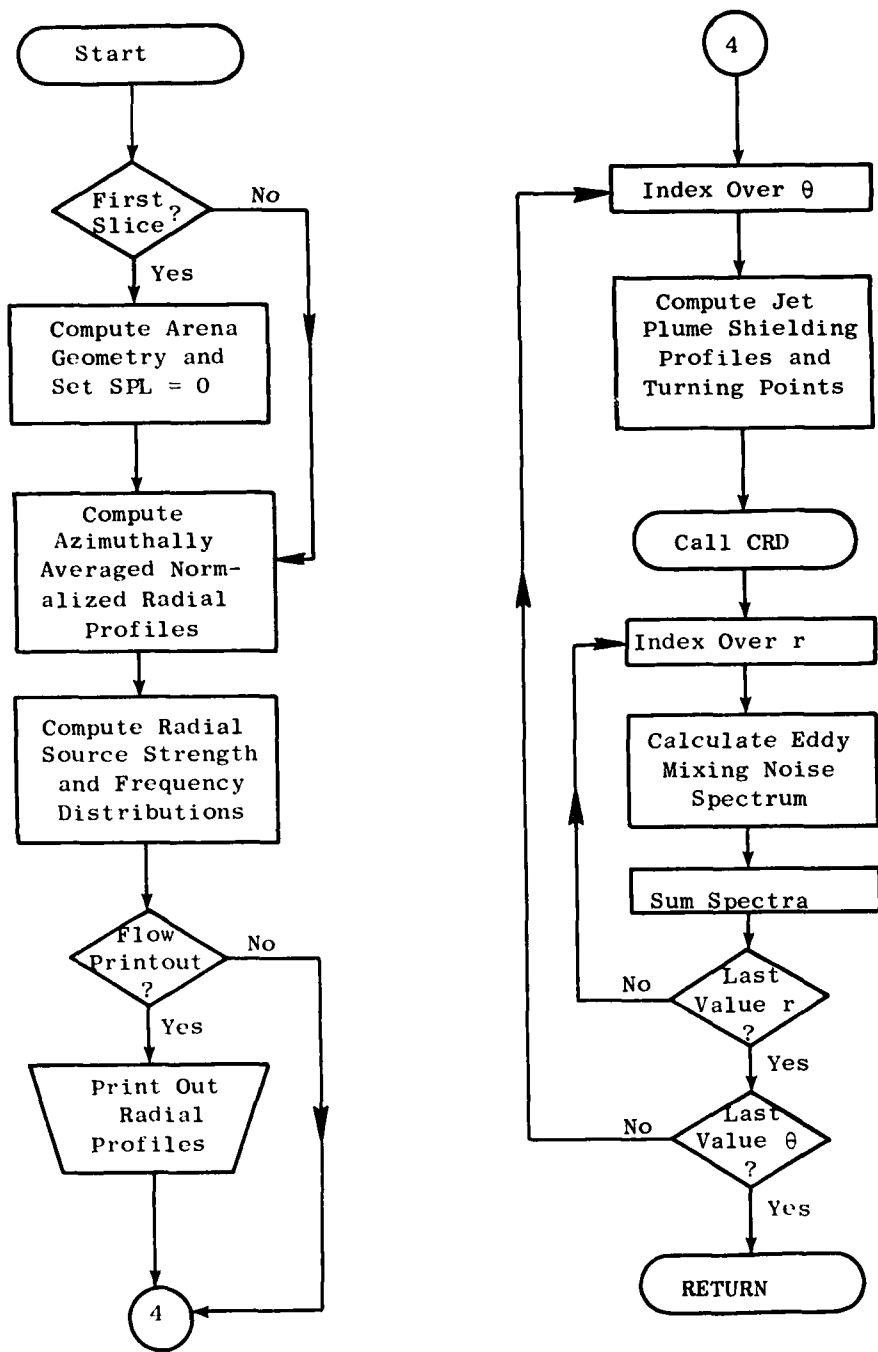 Start
First
Slice ?
No
Yes
Compute Arena
Geometry and
Set SPL = 0
Compute
Azimuthally
Averaged Norm-
alized Radial
Profiles
Compute Radial
Source Strength
and Frequency
Distributions
Flow
Printout
?
No
Yes
Print Out
Radial
Profiles
4
4
Index Over θ
Compute Jet
Plume Shielding
Profiles and
Turning Points
Call CRD
Index Over r
Calculate Eddy
Mixing Noise
Spectrum
Sum Spectra
Last
Value r
?
No
Yes
Last
Value θ
?
No
Yes
RETURN